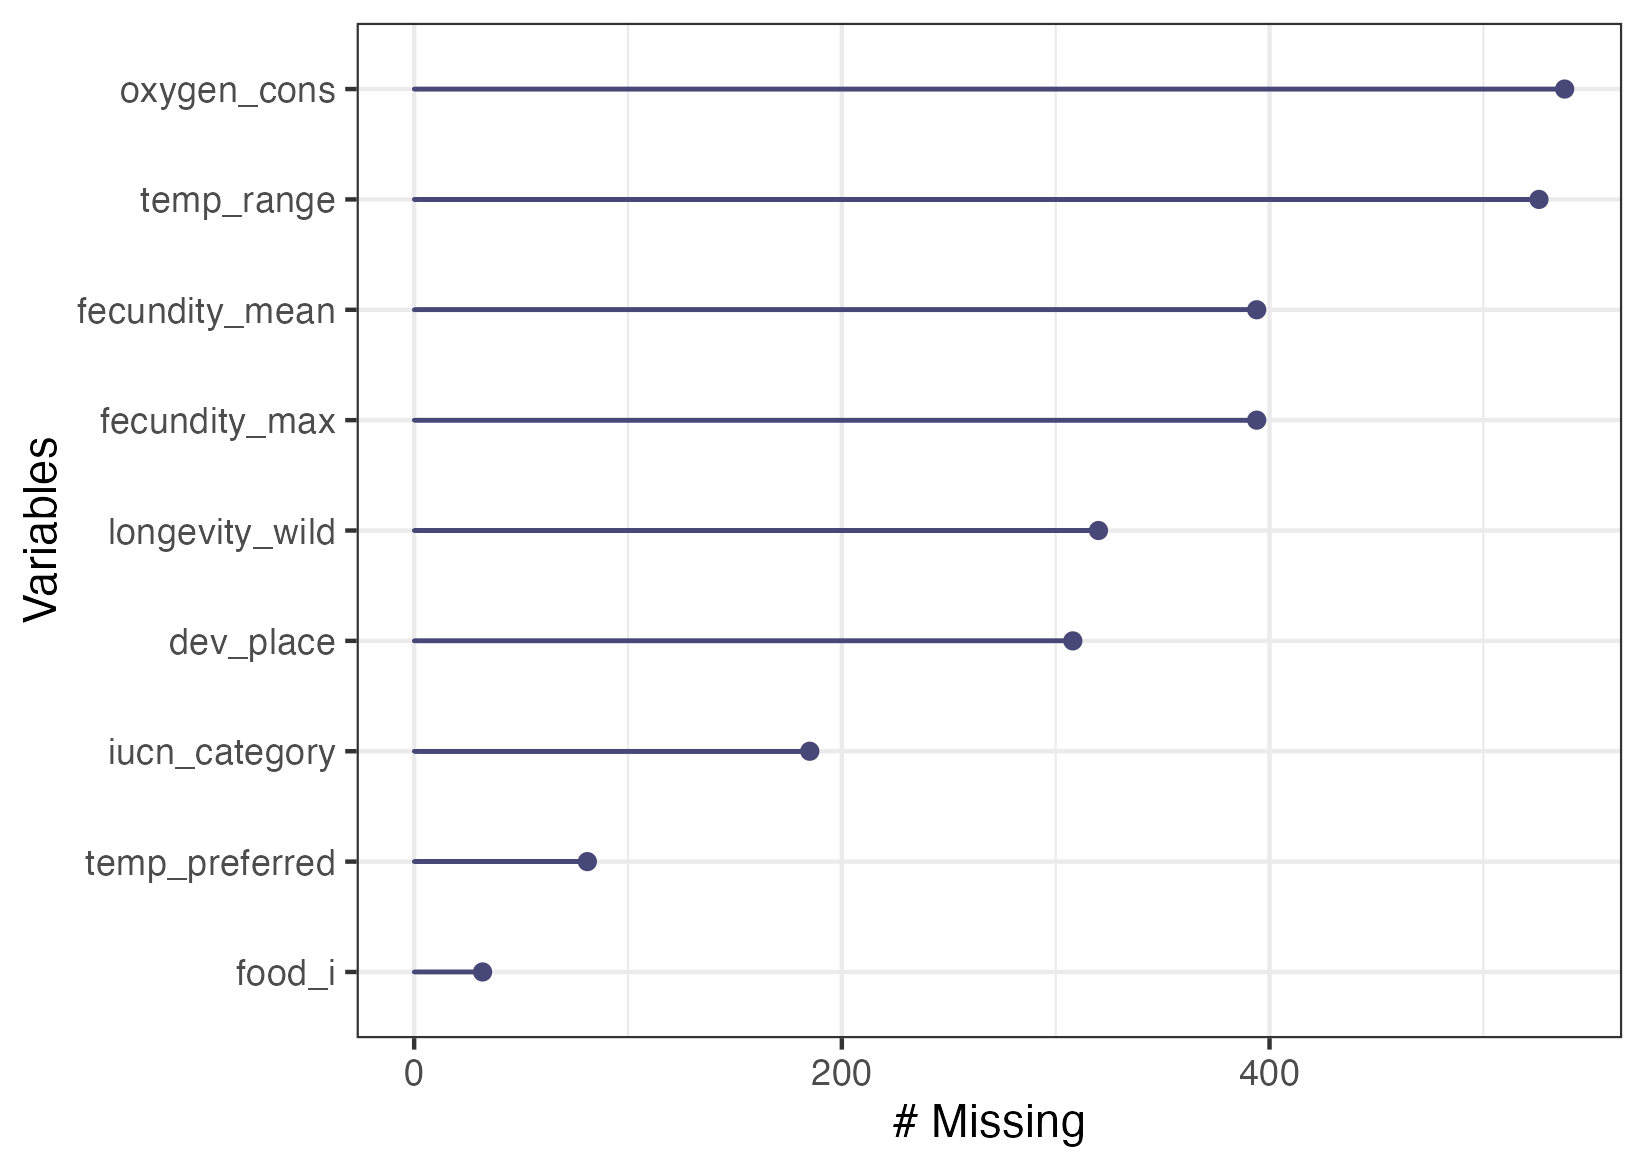 oxygen_cons
temp_range
fecundity_mean
fecundity_max
longevity_wild
dev_place
iucn_category
temp_preferred
food_i
Variables
0 200 400
# Missing